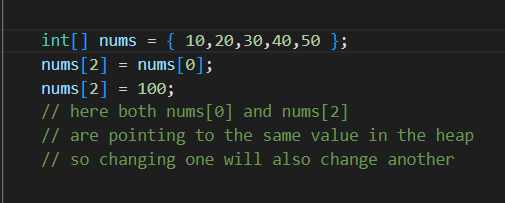 int[] nums = { 10,20,30,40,50 };
nums[2] = nums[0];
nums[2] = 100;
// here both nums[0] and nums[2]
// are pointing to the same value in the heap
// so changing one will also change another